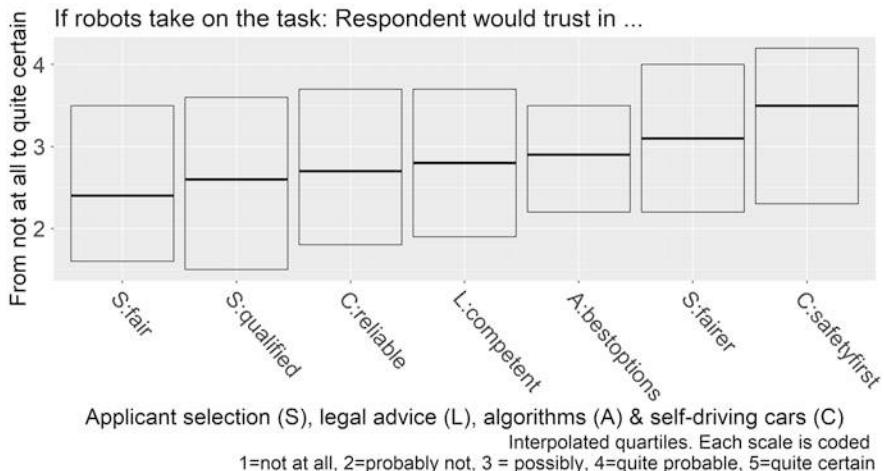 If robots take on the task: Respondent would trust in ...
From not at all to quite certain
4
3
2
S:fair
S:qualified
C:reliable
L:competent
A:bestoptions
S:fairer
C:safetyfirst
Applicant selection (S), legal advice (L), algorithms (A) & self-driving cars (C)
Interpolated quartiles. Each scale is coded
1=not at all, 2=probably not, 3 = possibly, 4=quite probable, 5=quite certain